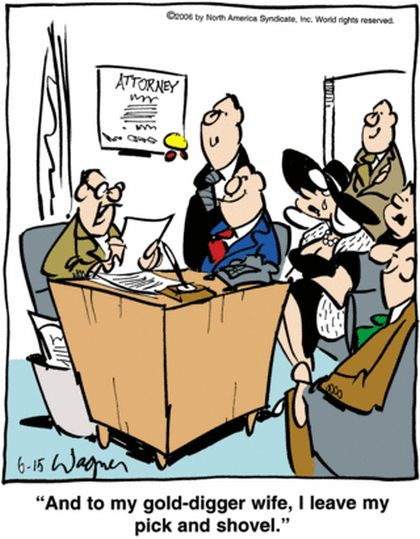 ©2006 by North America Syndicate, Inc. World rights reserved.
ATTORNEY
6-15 Wagner
“And to my gold-digger wife, I leave my
pick and shovel.”